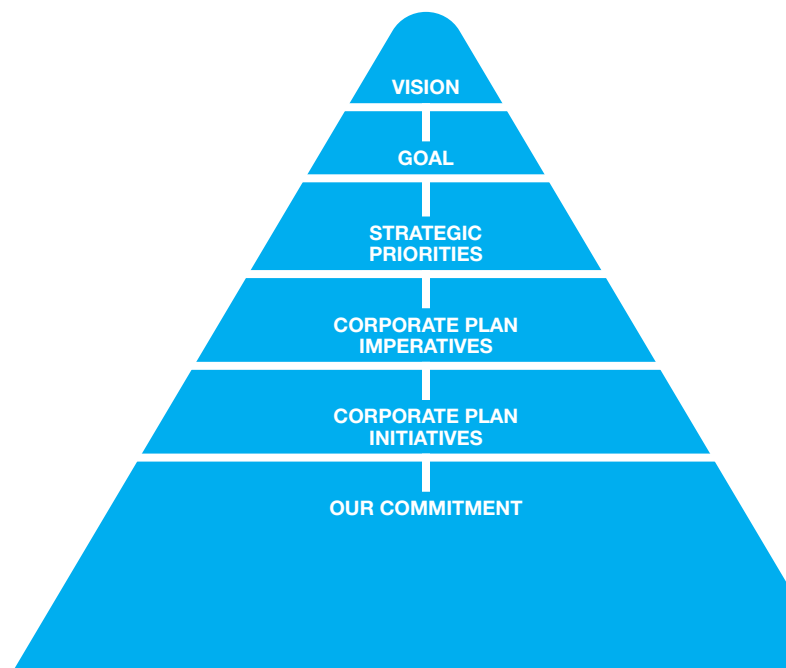 VISION
GOAL
STRATEGIC
PRIORITIES
CORPORATE PLAN
IMPERATIVES
CORPORATE PLAN
INITIATIVES
OUR COMMITMENT